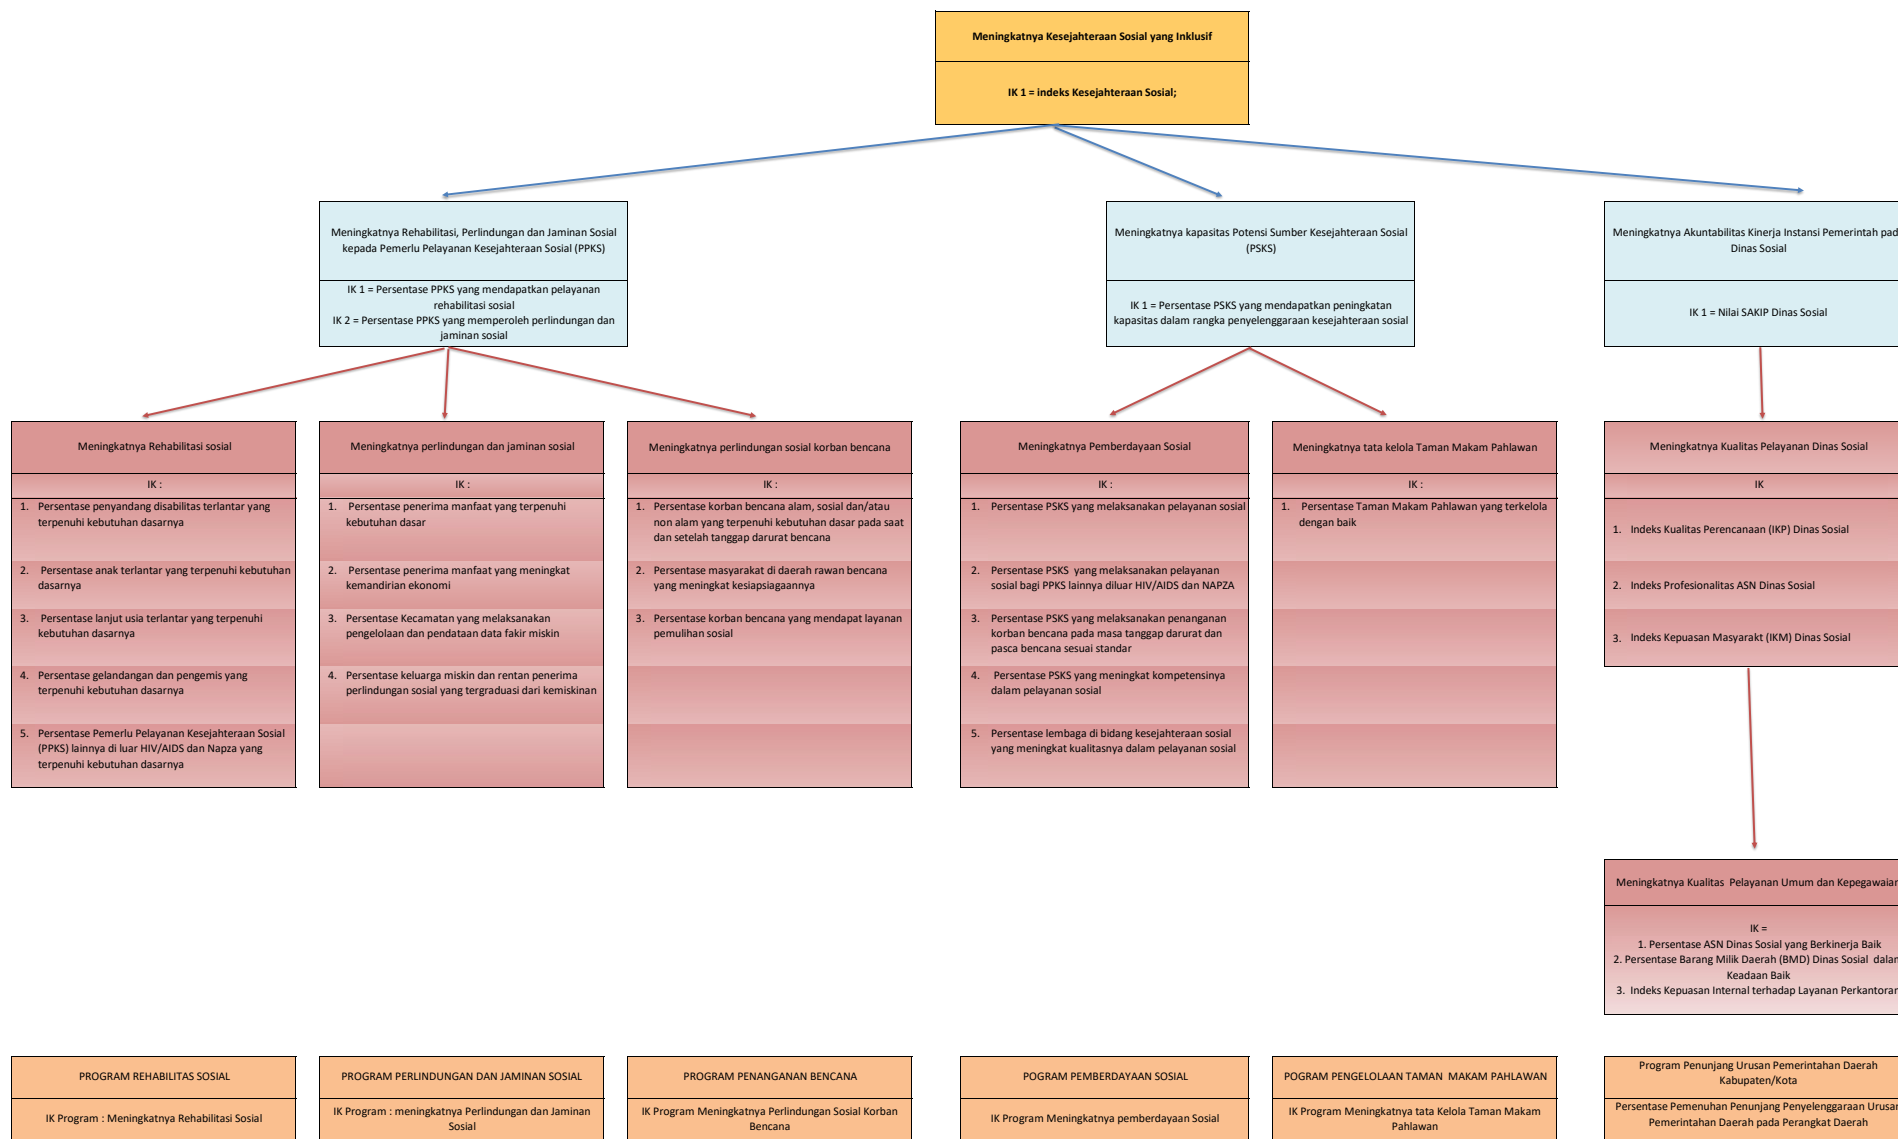 Meningkatnya Kesejahteraan Sosial yang Inklusif
IK 1 = indeks Kesejahteraan Sosial;
Meningkatnya Rehabilitasi, Perlindungan dan Jaminan Sosial
kepada Pemerlu Pelayanan Kesejahteraan Sosial (PPKS)
IK 1 = Persentase PPKS yang mendapatkan pelayanan
rehabilitasi sosial
IK 2 = Persentase PPKS yang memperoleh perlindungan dan
jaminan sosial
Meningkatnya kapasitas Potensi Sumber Kesejahteraan Sosial
(PSKS)
IK 1 = Persentase PSKS yang mendapatkan peningkatan
kapasitas dalam rangka penyelenggaraan kesejahteraan sosial
Meningkatnya Akuntabilitas Kinerja Instansi Pemerintah pad
Dinas Sosial
IK 1 = Nilai SAKIP Dinas Sosial
Meningkatnya Rehabilitasi sosial
IK :
1. Persentase penyandang disabilitas terlantar yang
terpenuhi kebutuhan dasarnya
2. Persentase anak terlantar yang terpenuhi kebutuhan
dasarnya
3. Persentase lanjut usia terlantar yang terpenuhi
kebutuhan dasarnya
4. Persentase gelandangan dan pengemis yang
terpenuhi kebutuhan dasarnya
5. Persentase Pemerlu Pelayanan Kesejahteraan Sosial
(PPKS) lainnya di luar HIV/AIDS dan Napza yang
terpenuhi kebutuhan dasarnya
Meningkatnya perlindungan dan jaminan sosial
IK :
1. Persentase penerima manfaat yang terpenuhi
kebutuhan dasar
2. Persentase penerima manfaat yang meningkat
kemandirian ekonomi
3. Persentase Kecamatan yang melaksanakan
pengelolaan dan pendataan data fakir miskin
4. Persentase keluarga miskin dan rentan penerima
perlindungan sosial yang tergraduasi dari kemiskinan
Meningkatnya perlindungan sosial korban bencana
IK :
1. Persentase korban bencana alam, sosial dan/atau
non alam yang terpenuhi kebutuhan dasar pada saat
dan setelah tanggap darurat bencana
2. Persentase masyarakat di daerah rawan bencana
yang meningkat kesiapsiagaannya
3. Persentase korban bencana yang mendapat layanan
pemulihan sosial
Meningkatnya Pemberdayaan Sosial
IK :
1. Persentase PSKS yang melaksanakan pelayanan sosial
2. Persentase PSKS yang melaksanakan pelayanan
sosial bagi PPKS lainnya diluar HIV/AIDS dan NAPZA
3. Persentase PSKS yang melaksanakan penanganan
korban bencana pada masa tanggap darurat dan
pasca bencana sesuai standar
4. Persentase PSKS yang meningkat kompetensinya
dalam pelayanan sosial
5. Persentase lembaga di bidang kesejahteraan sosial
yang meningkat kualitasnya dalam pelayanan sosial
Meningkatnya tata kelola Taman Makam Pahlawan
IK :
1. Persentase Taman Makam Pahlawan yang terkelola
dengan baik
Meningkatnya Kualitas Pelayanan Dinas Sosial
IK
1. Indeks Kualitas Perencanaan (IKP) Dinas Sosial
2. Indeks Profesionalitas ASN Dinas Sosial
3. Indeks Kepuasan Masyarakt (IKM) Dinas Sosial
Meningkatnya Kualitas Pelayanan Umum dan Kepegawaian
IK =
1. Persentase ASN Dinas Sosial yang Berkinerja Baik
2. Persentase Barang Milik Daerah (BMD) Dinas Sosial dalam
Keadaan Baik
3. Indeks Kepuasan Internal terhadap Layanan Perkantoran
PROGRAM REHABILITAS SOSIAL
IK Program : Meningkatnya Rehabilitasi Sosial
PROGRAM PERLINDUNGAN DAN JAMINAN SOSIAL
IK Program : meningkatnya Perlindungan dan Jaminan
Sosial
PROGRAM PENANGANAN BENCANA
IK Program Meningkatnya Perlindungan Sosial Korban
Bencana
POGRAM PEMBERDAYAAN SOSIAL
IK Program Meningkatnya pemberdayaan Sosial
POGRAM PENGELOLAAN TAMAN MAKAM PAHLAWAN
IK Program Meningkatnya tata Kelola Taman Makam
Pahlawan
Program Penunjang Urusan Pemerintahan Daerah
Kabupaten/Kota
Persentase Pemenuhan Penunjang Penyelenggaraan Urusan
Pemerintahan Daerah pada Perangkat Daerah